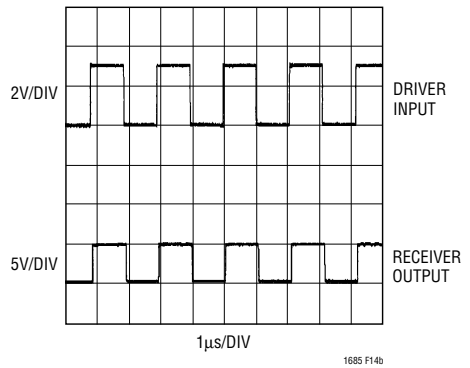 2V/DIV
DRIVER
INPUT
5V/DIV
RECEIVER
OUTPUT
1µs/DIV
1685 F14b